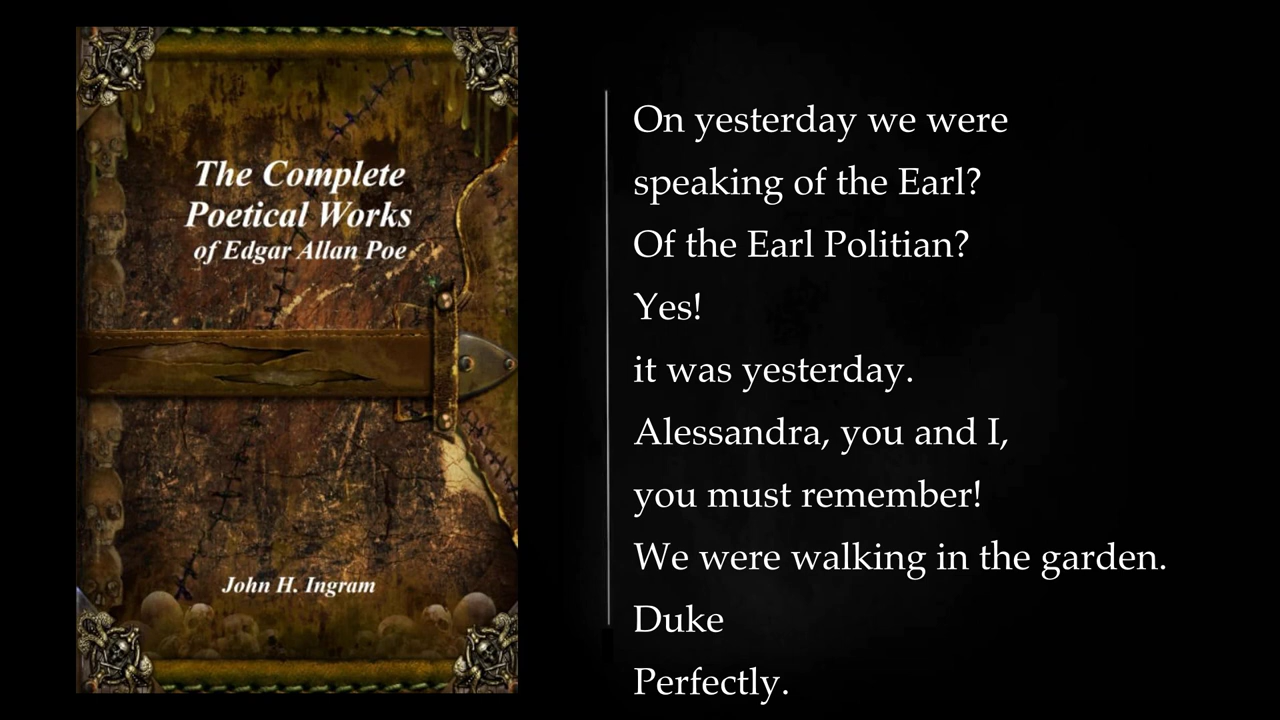 The Complete
Poetical Works
of Edgar Allan Poe
John H. Ingram
On yesterday we were
speaking of the Earl?
Of the Earl Politian?
Yes!
it was yesterday.
Alessandra, you and I,
you must remember!
We were walking in the garden.
Duke
Perfectly.